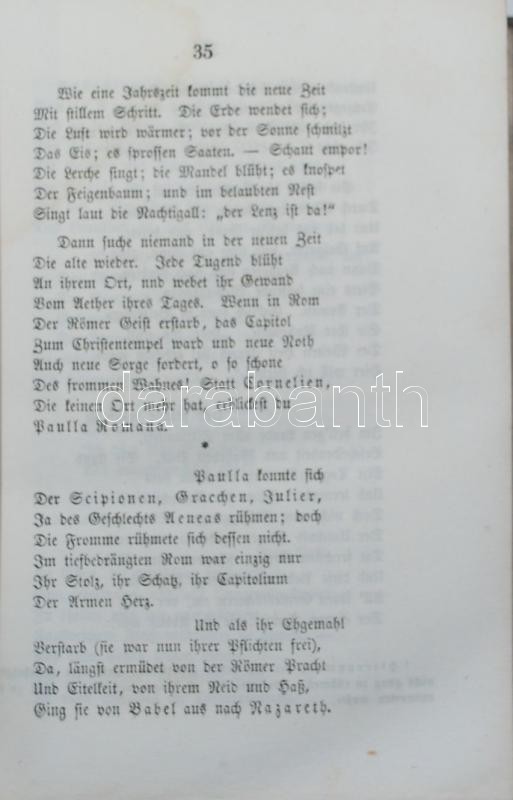 35
Wie eine Jahrszeit kommt die neue Zeit
Mit stillem Schritt. Die Erde wendet sich;
Die Luft wird wärmer; vor der Sonne schmilzt
Das Eis; es sprossen Saaten. — Schaut empor!
Die Lerche singt; die Mandel blüht; es knospet
Der Feigenbaum; und im belaubten Nest
Singt laut die Nachtigall: „der Lenz ist da!“
Dann suche niemand in der neuen Zeit
Die alte wieder. Jede Tugend blüht
An ihrem Ort, nnd webet ihr Gewand
Vom Aether ihres Tages. Wenn in Rom
Der Römer Geist erstarb, das Capitol
Zum Christentempel ward und neue Noth
Auch neue Sorge fordert, o so schone
Des frommen Wahnes! Statt Cornelien,
Die keinen Ort mehr hat, erblickest du
Paulla Romana.
*
Paulla konnte sich
Der Scipionen, Gracchen, Julier,
Ja des Geschlechts Aeneas rühmen; doch
Die Fromme rühmete sich dessen nicht.
Im tiefbedrängten Rom war einzig nur
Ihr Stolz, ihr Schatz, ihr Capitolium
Der Armen Herz.
Und als ihr Ehgemahl
Verstarb (sie war nun ihrer Pflichten frei),
Da, längst ermüdet von der Römer Pracht
Und Eitelkeit, von ihrem Neid und Haß,
Ging sie von Babel aus nach Nazareth.
darabanth